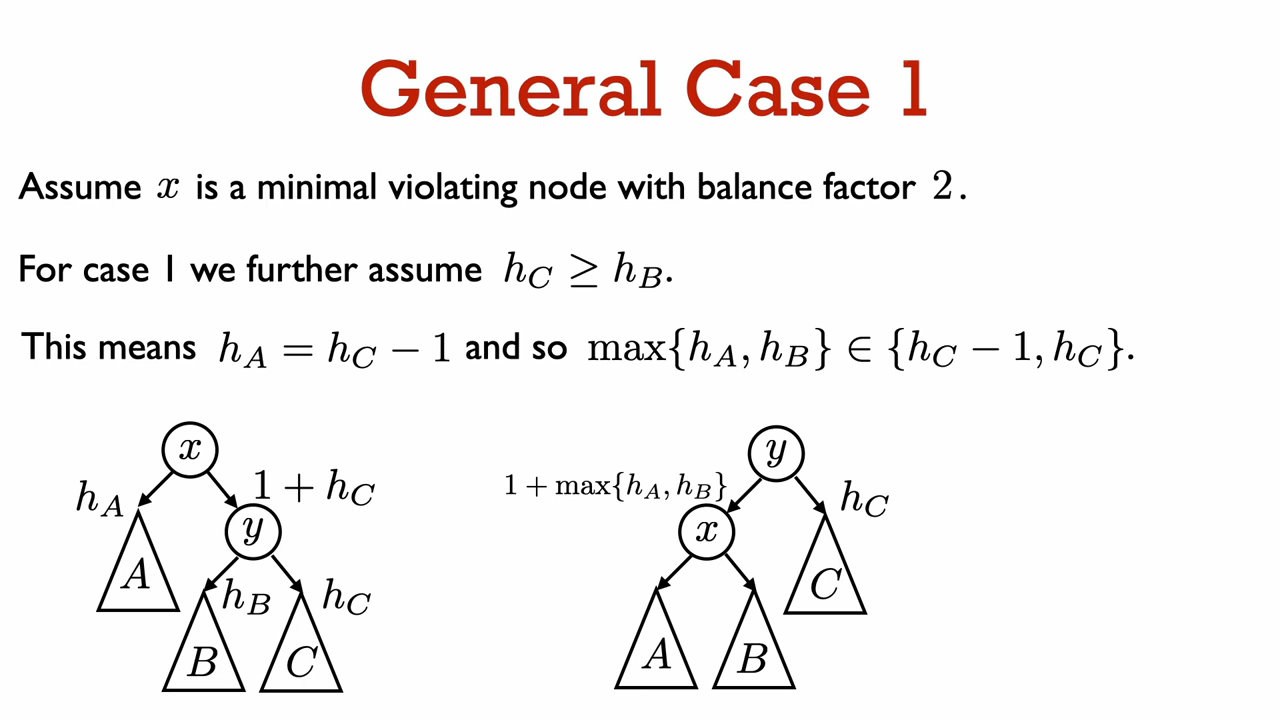 General Case 1
Assume x is a minimal violating node with balance factor 2.
For case 1 we further assume h_C ≥ h_B.
This means h_A = h_C − 1 and so max{h_A, h_B} ∈ {h_C − 1, h_C}.
x
h_A
1 + h_C
y
A
h_B
h_C
B
C
y
1 + max{h_A, h_B}
h_C
x
C
A
B